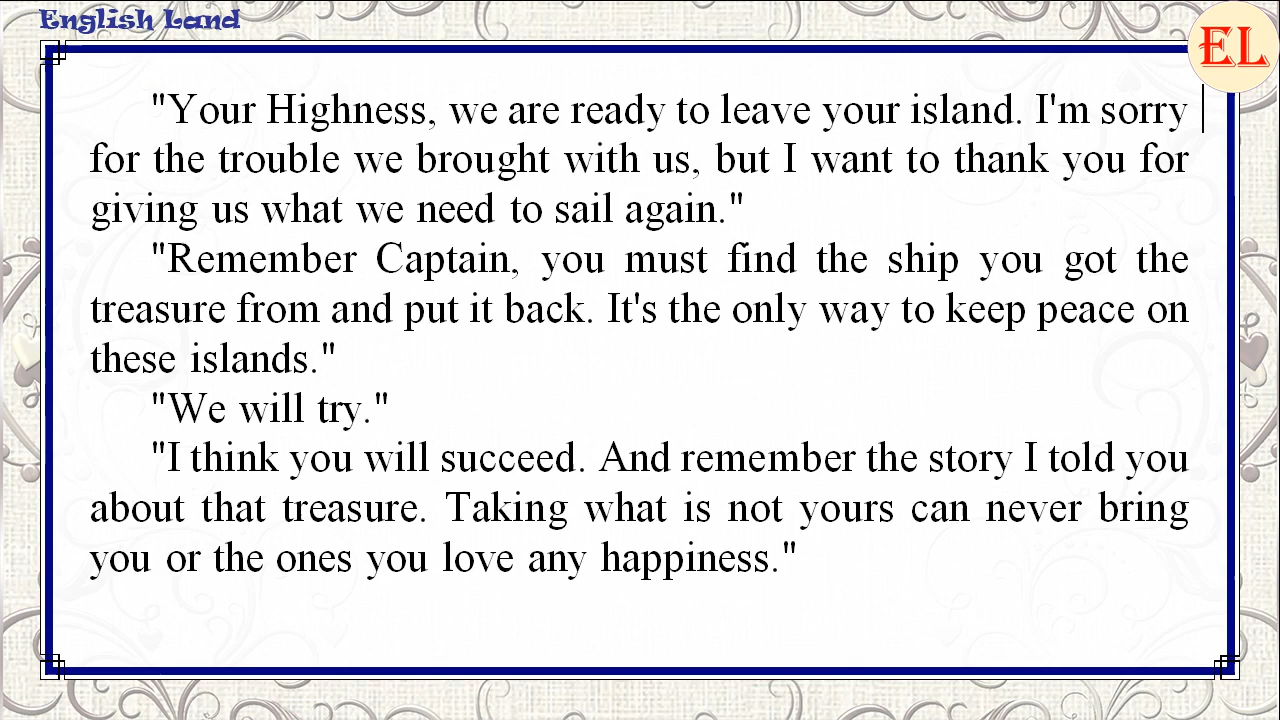 English Land
EL
"Your Highness, we are ready to leave your island. I'm sorry
for the trouble we brought with us, but I want to thank you for
giving us what we need to sail again."
"Remember Captain, you must find the ship you got the
treasure from and put it back. It's the only way to keep peace on
these islands."
"We will try."
"I think you will succeed. And remember the story I told you
about that treasure. Taking what is not yours can never bring
you or the ones you love any happiness."